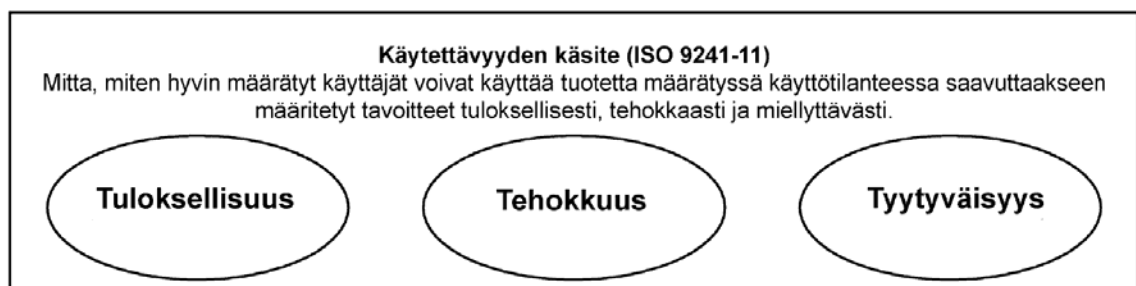 Käytettävyyden käsite (ISO 9241-11)
Mitta, miten hyvin määrätyt käyttäjät voivat käyttää tuotetta määrätyssä käyttötilanteessa saavuttaakseen
määritetyt tavoitteet tuloksellisesti, tehokkaasti ja miellyttävästi.
Tuloksellisuus Tehokkuus Tyytyväisyys